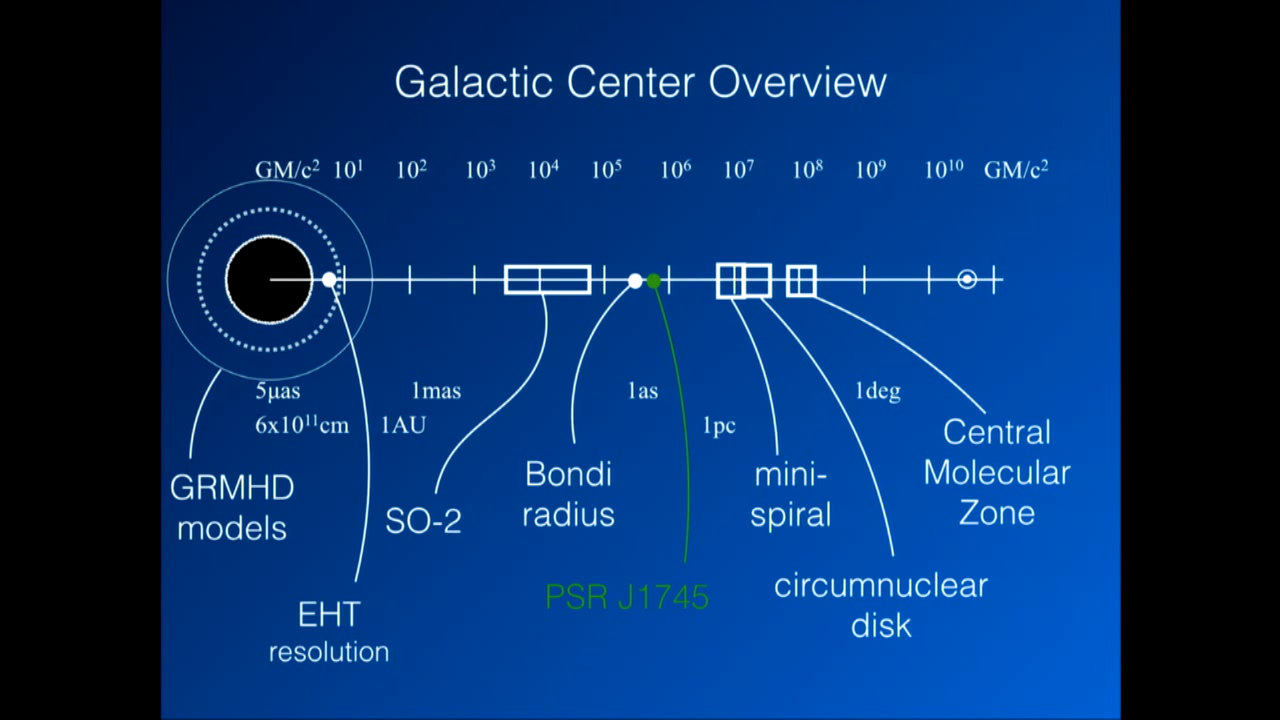 Galactic Center Overview
GM/c² 10¹ 10² 10³ 10⁴ 10⁵ 10⁶ 10⁷ 10⁸ 10⁹ 10¹⁰ GM/c²
5μas 1mas 1as 1deg
6x10¹¹cm 1AU 1pc
GRMHD
models
EHT
resolution
SO-2
Bondi
radius
PSR J1745
mini-
spiral
circumnuclear
disk
Central
Molecular
Zone